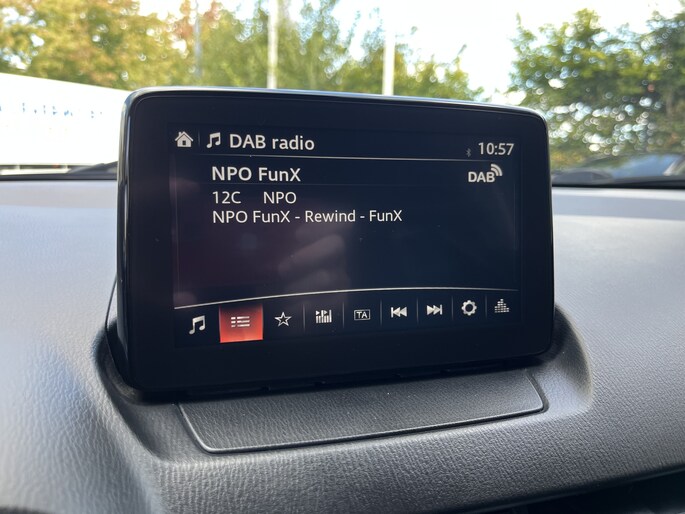 DAB radio 10:57
NPO FunX DAB
12C NPO
NPO FunX - Rewind - FunX
TA